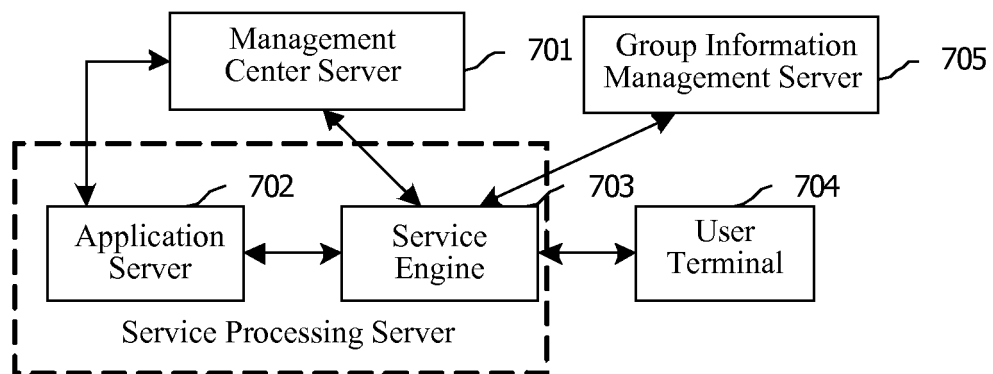 Management
Center Server
701
Group Information
Management Server
705
702
703
704
Application
Server
Service
Engine
User
Terminal
Service Processing Server